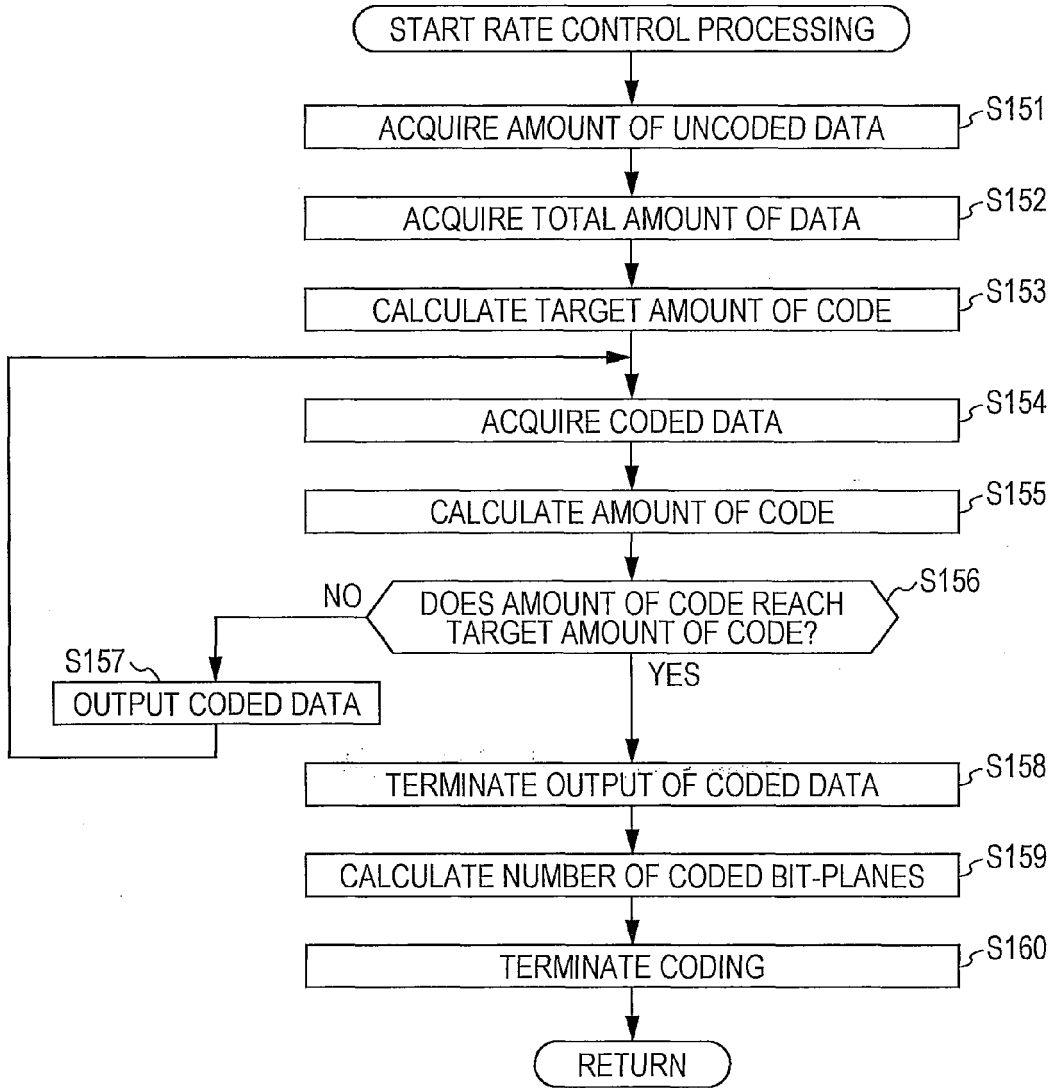 START RATE CONTROL PROCESSING
S151
ACQUIRE AMOUNT OF UNCODED DATA
S152
ACQUIRE TOTAL AMOUNT OF DATA
S153
CALCULATE TARGET AMOUNT OF CODE
S154
ACQUIRE CODED DATA
S155
CALCULATE AMOUNT OF CODE
S156
NO
DOES AMOUNT OF CODE REACH
TARGET AMOUNT OF CODE?
YES
S157
OUTPUT CODED DATA
S158
TERMINATE OUTPUT OF CODED DATA
S159
CALCULATE NUMBER OF CODED BIT-PLANES
S160
TERMINATE CODING
RETURN